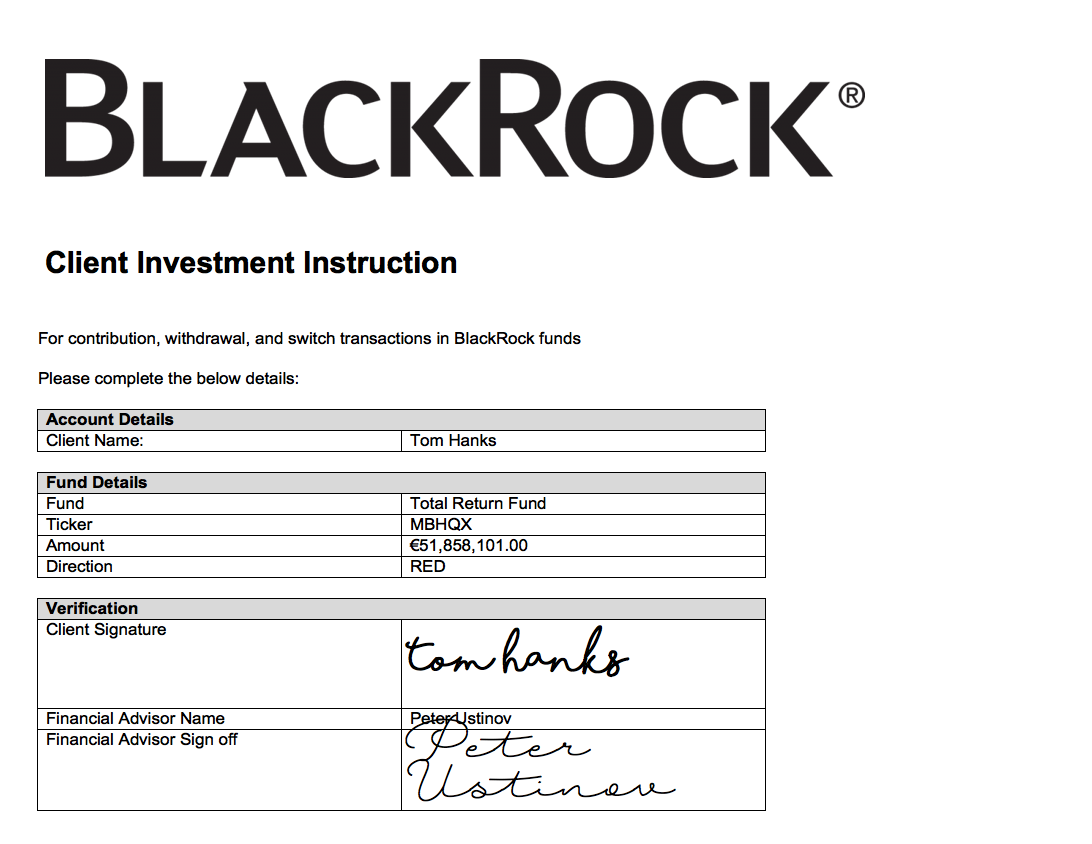 BLACKROCK®
Client Investment Instruction
For contribution, withdrawal, and switch transactions in BlackRock funds
Please complete the below details:
Account Details
Client Name: Tom Hanks
Fund Details
Fund Total Return Fund
Ticker MBHQX
Amount €51,858,101.00
Direction RED
Verification
Client Signature tom hanks
Financial Advisor Name Peter Ustinov
Financial Advisor Sign off Peter
Ustinov